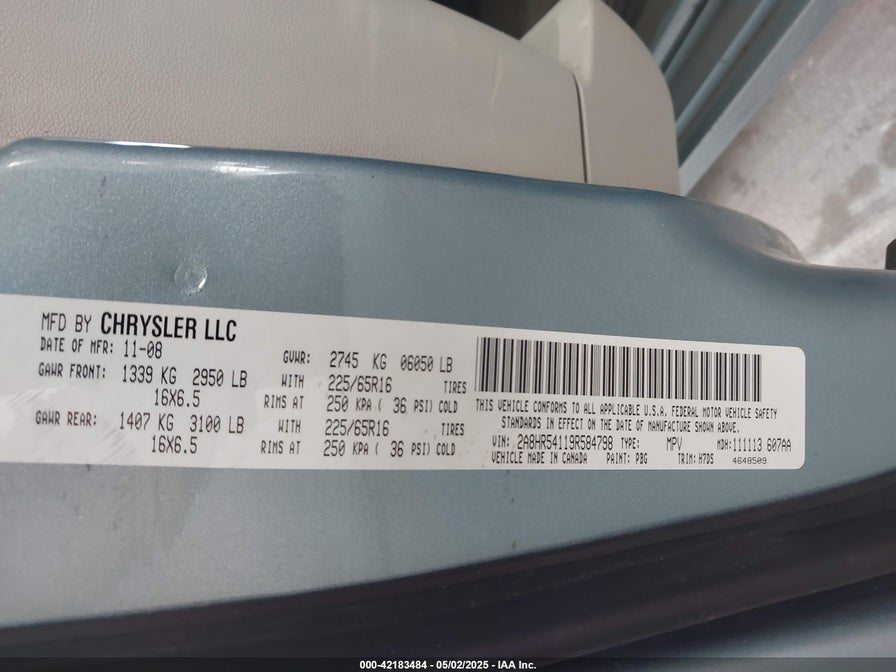 MFD BY CHRYSLER LLC
DATE OF MFR: 11-08
GAWR FRONT: 1339 KG 2950 LB
16X6.5
GAWR REAR: 1407 KG 3100 LB
16X6.5
GVWR: 2745 KG 06050 LB
WITH 225/65R16 TIRES
RIMS AT 250 KPA ( 36 PSI) COLD
WITH 225/65R16 TIRES
RIMS AT 250 KPA ( 36 PSI) COLD
THIS VEHICLE CONFORMS TO ALL APPLICABLE U.S.A. FEDERAL MOTOR VEHICLE SAFETY
STANDARDS IN EFFECT ON THE DATE OF MANUFACTURE SHOWN ABOVE.
VIN: 2A8HR54119R584798 TYPE: MPV MDH: 111113 607AA
VEHICLE MADE IN CANADA PAINT: PBG TRIM: H7DS 4648509
000-42183484 - 05/02/2025 - IAA Inc.